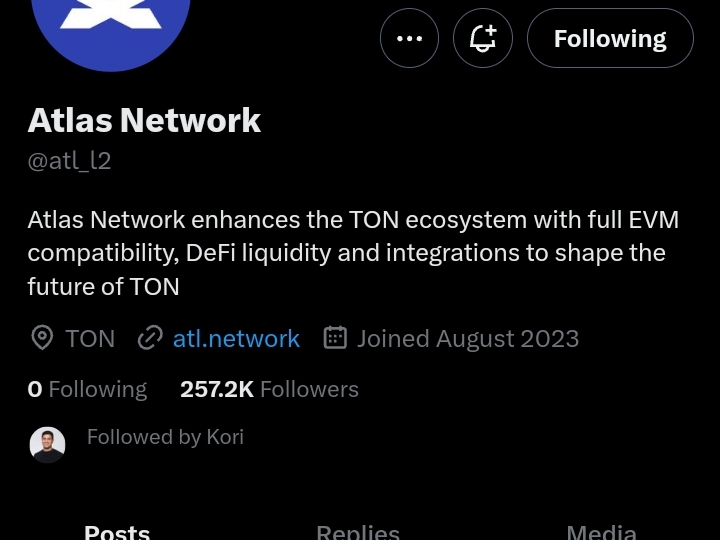 Following
Atlas Network
@atl_l2
Atlas Network enhances the TON ecosystem with full EVM
compatibility, DeFi liquidity and integrations to shape the
future of TON
TON atl.network Joined August 2023
0 Following 257.2K Followers
Followed by Kori
Posts Replies Media